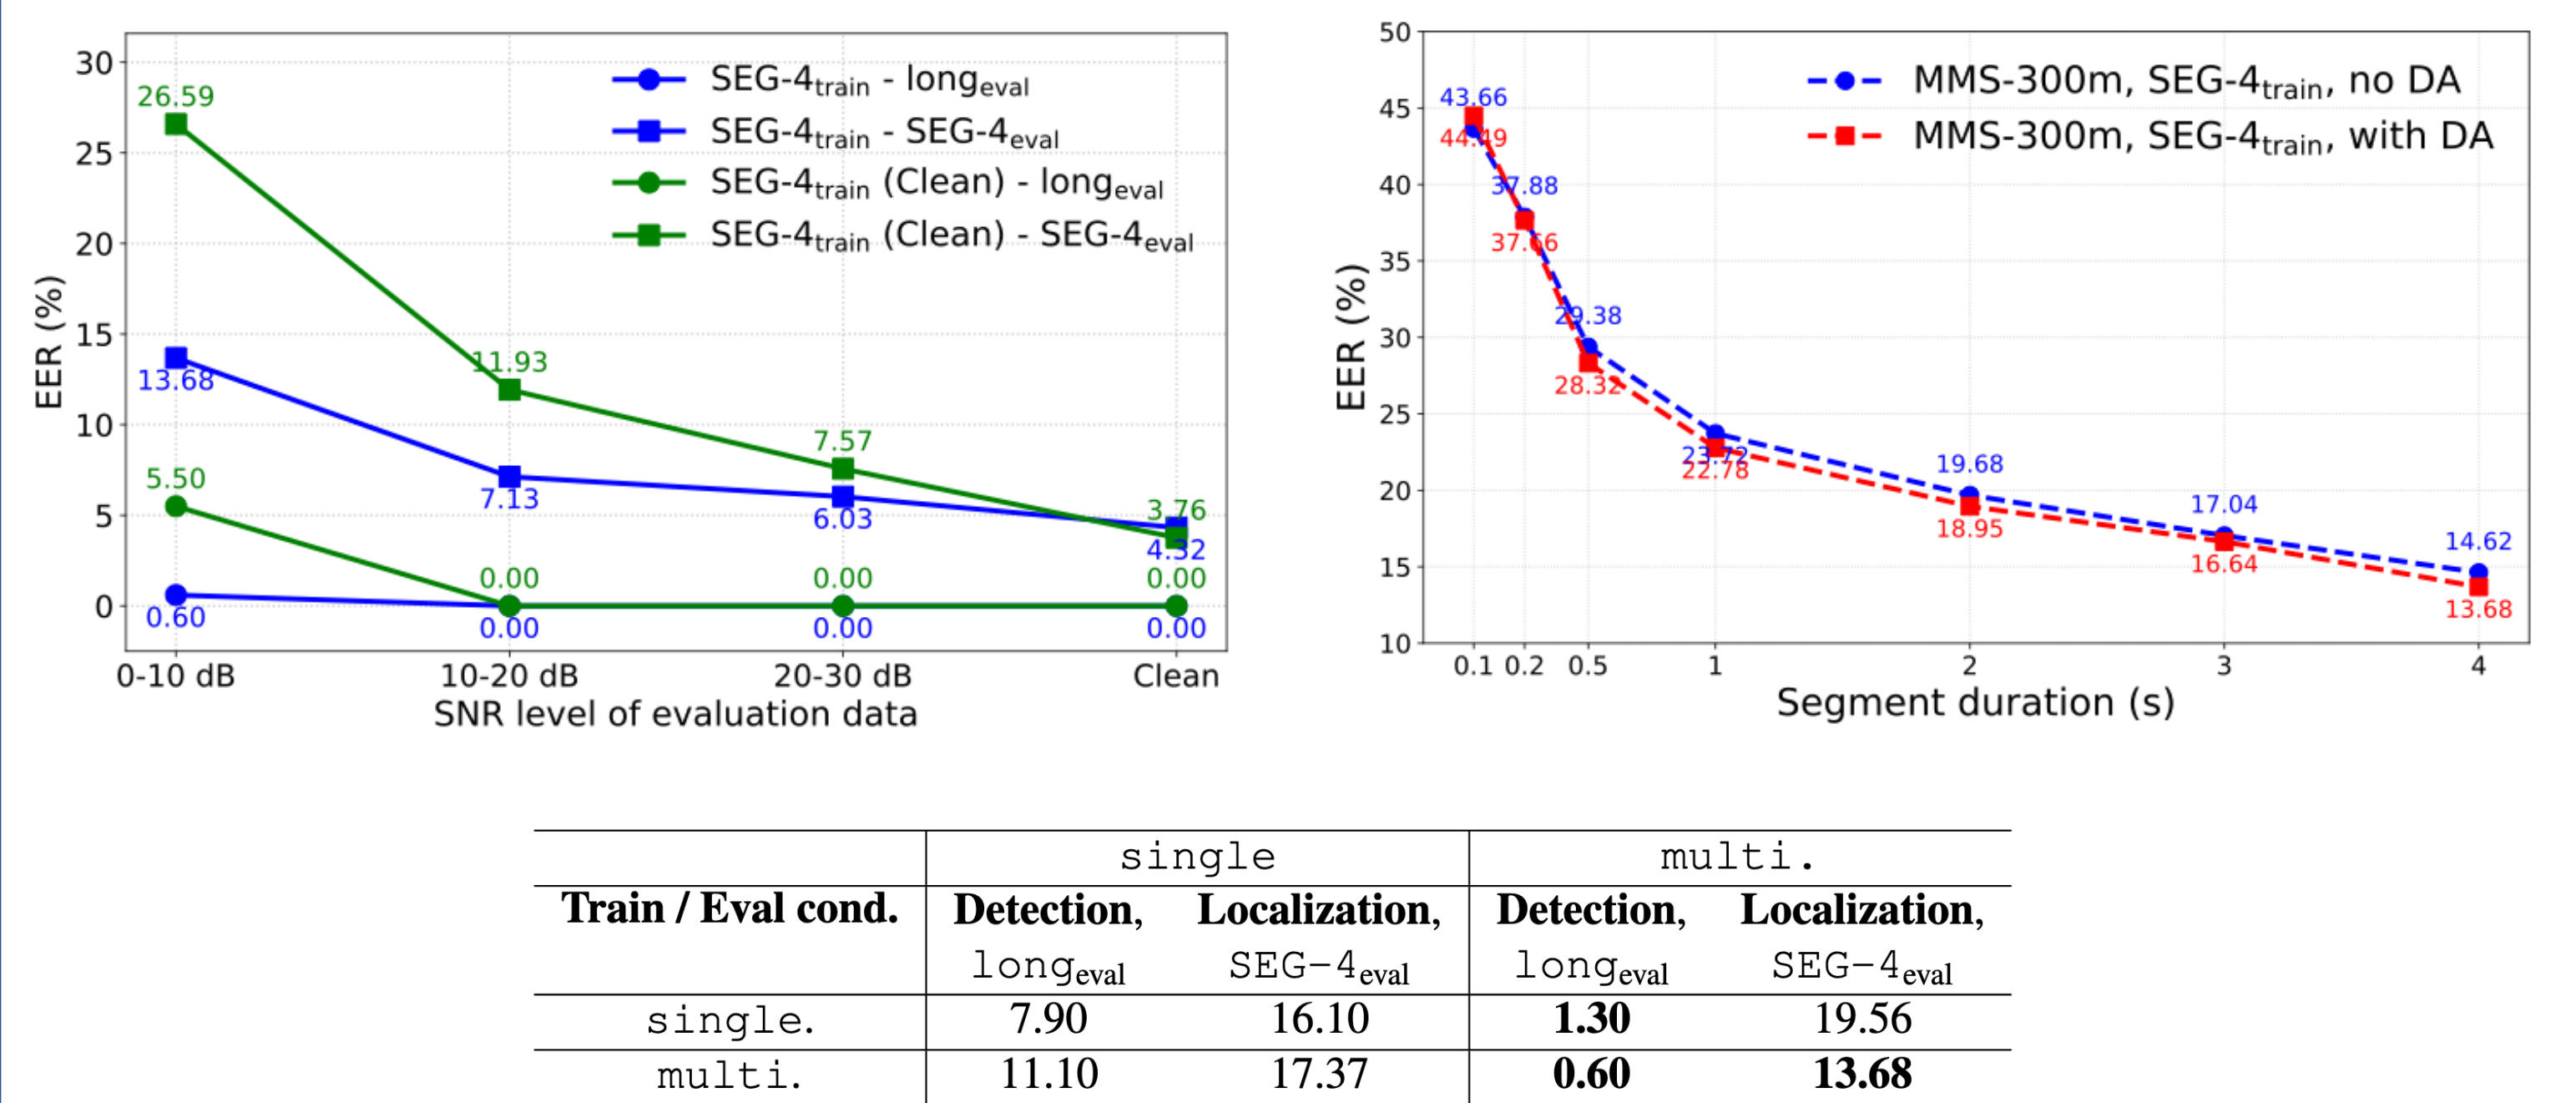 30
25
20
15
10
5
0
EER (%)
26.59
11.93
7.57
3.76
13.68
7.13
6.03
4.32
5.50
0.00
0.00
0.00
0.60
0.00
0.00
0.00
SEG-4train - longeval
SEG-4train - SEG-4eval
SEG-4train (Clean) - longeval
SEG-4train (Clean) - SEG-4eval
0-10 dB 10-20 dB 20-30 dB Clean
SNR level of evaluation data
50
45
40
35
30
25
20
15
10
EER (%)
MMS-300m, SEG-4train, no DA
MMS-300m, SEG-4train, with DA
43.66
44.49
37.88
37.66
29.38
28.32
23.72
22.78
19.68
18.95
17.04
16.64
14.62
13.68
0.1 0.2 0.5 1 2 3 4
Segment duration (s)
single multi.
Train / Eval cond. Detection, Localization, Detection, Localization,
longeval SEG-4eval longeval SEG-4eval
single. 7.90 16.10 1.30 19.56
multi. 11.10 17.37 0.60 13.68